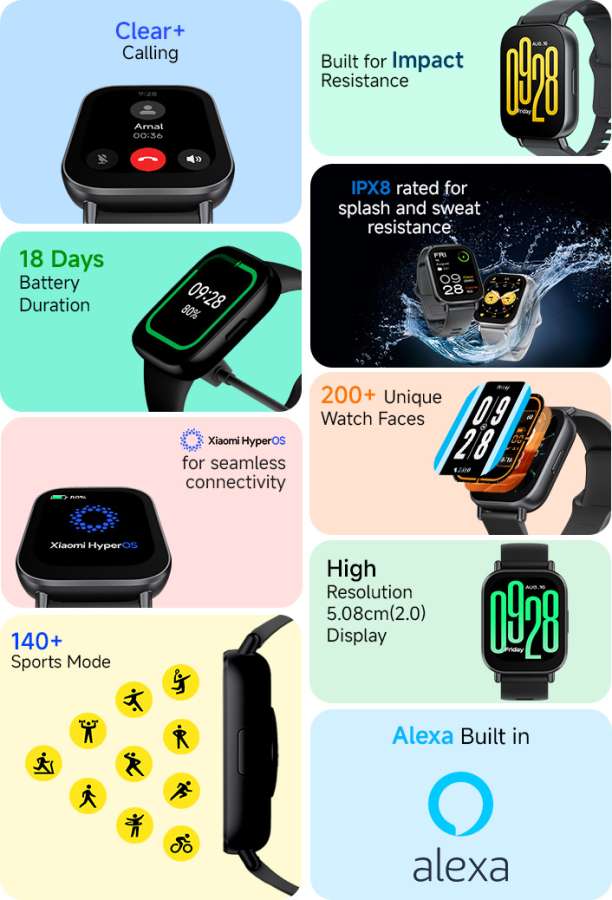 Clear+
Calling
9:28
Amal
00:36
Built for Impact
Resistance
AUG.16
0928
Friday
18 Days
Battery
Duration
09:28
80%
IPX8 rated for
splash and sweat
resistance
FRI
09
28
200+ Unique
Watch Faces
09
28
Xiaomi HyperOS
for seamless
connectivity
80%
Xiaomi HyperOS
High
Resolution
5.08cm(2.0)
Display
AUG.16
0928
Friday
140+
Sports Mode
Alexa Built in
alexa